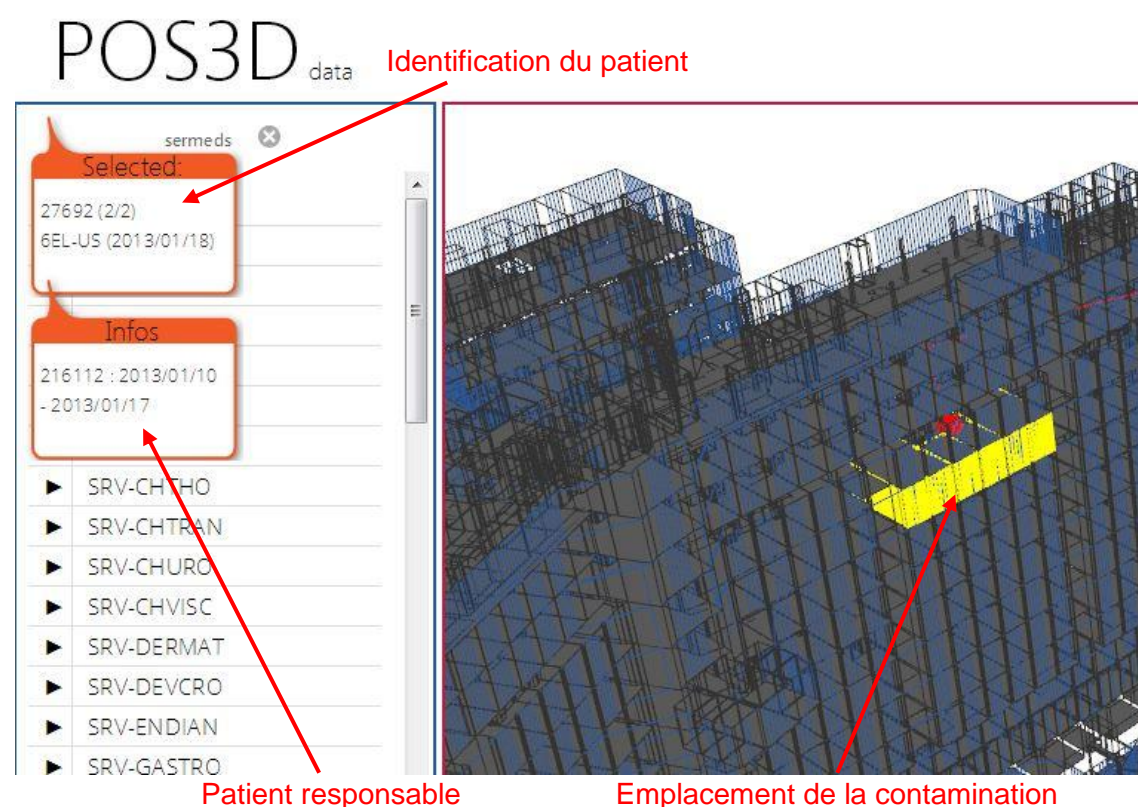 POS3D data
Identification du patient
sermeds
Selected:
27692 (2/2)
6EL-US (2013/01/18)
Infos
216112 : 2013/01/10
- 2013/01/17
SRV-CHTHO
SRV-CHTRAN
SRV-CHURO
SRV-CHVISC
SRV-DERMAT
SRV-DEVCRO
SRV-ENDIAN
SRV-GASTRO
Patient responsable
Emplacement de la contamination